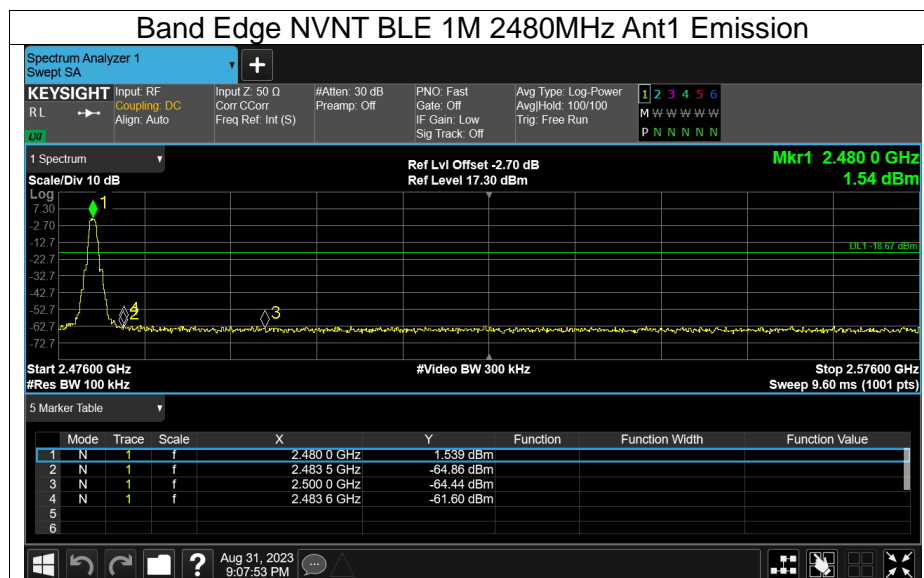 Band Edge NVNT BLE 1M 2480MHz Ant1 Emission
Spectrum Analyzer 1
Swept SA
+
KEYSIGHT Input: RF Input Z: 50 Ω #Atten: 30 dB PNO: Fast Avg Type: Log-Power 1 2 3 4 5 6
R L Coupling: DC Corr CCorr Preamp: Off Gate: Off Avg|Hold: 100/100 M W W W W W
Align: Auto Freq Ref: Int (S) IF Gain: Low Trig: Free Run
LXI Sig Track: Off P N N N N N
1 Spectrum Ref Lvl Offset -2.70 dB Mkr1 2.480 0 GHz
Scale/Div 10 dB Ref Level 17.30 dBm 1.54 dBm
Log
1
7.30
-2.70
-12.7
DL1 -18.67 dBm
-22.7
-32.7
-42.7
-52.7
4
2
3
-62.7
-72.7
Start 2.47600 GHz #Video BW 300 kHz Stop 2.57600 GHz
#Res BW 100 kHz Sweep 9.60 ms (1001 pts)
5 Marker Table
Mode Trace Scale X Y Function Function Width Function Value
1 N 1 f 2.480 0 GHz 1.539 dBm
2 N 1 f 2.483 5 GHz -64.86 dBm
3 N 1 f 2.500 0 GHz -64.44 dBm
4 N 1 f 2.483 6 GHz -61.60 dBm
5
6
? Aug 31, 2023
9:07:53 PM